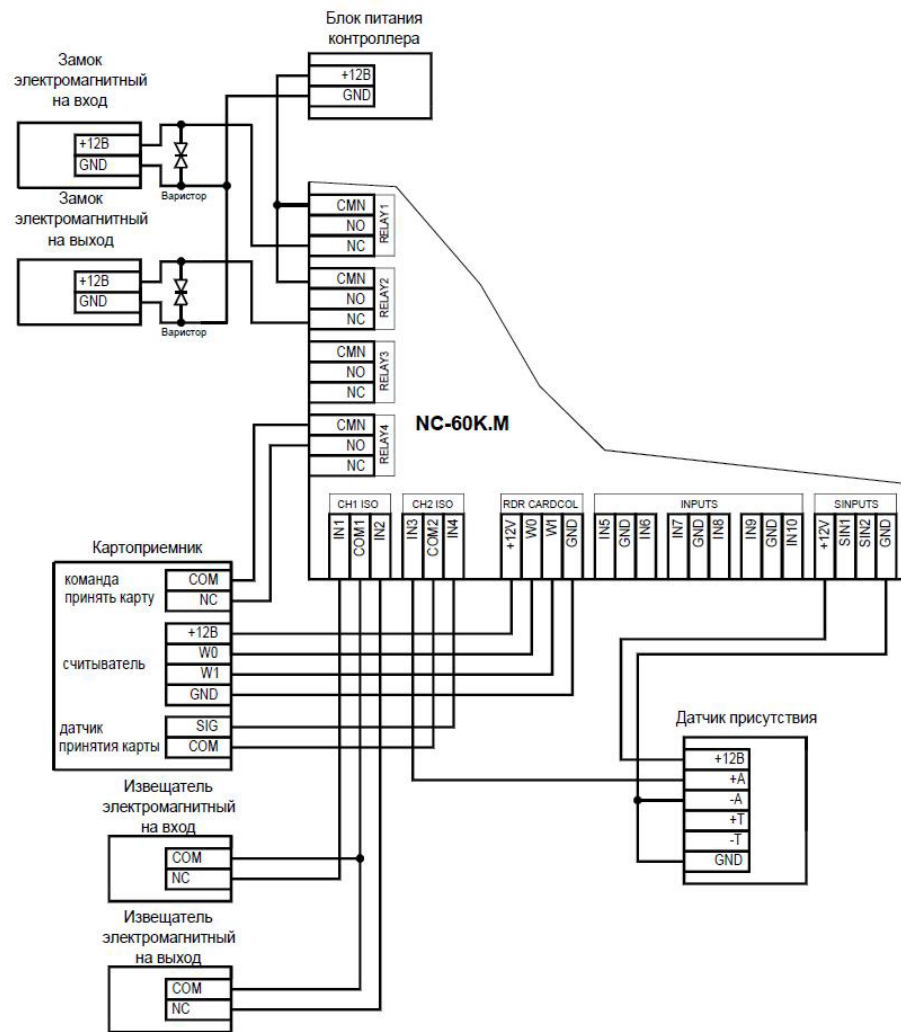 Блок питания
контроллера
+12В
GND
Замок
электромагнитный
на вход
+12В
GND
Варистор
Замок
электромагнитный
на выход
+12В
GND
Варистор
CMN
NO
NC
RELAY1
CMN
NO
NC
RELAY2
CMN
NO
NC
RELAY3
CMN
NO
NC
RELAY4
NC-60K.M
CH1 ISO
IN1
COM1
IN2
CH2 ISO
IN3
COM2
IN4
RDR CARDCOL
+12V
W0
W1
GND
INPUTS
IN5
GND
IN6
IN7
GND
IN8
IN9
GND
IN10
SINPUTS
+12V
SIN1
SIN2
GND
Картоприемник
команда
принять карту
COM
NC
считыватель
+12В
W0
W1
GND
датчик
принятия карты
SIG
COM
Датчик присутствия
+12В
+A
-A
+T
-T
GND
Извещатель
электромагнитный
на вход
COM
NC
Извещатель
электромагнитный
на выход
COM
NC